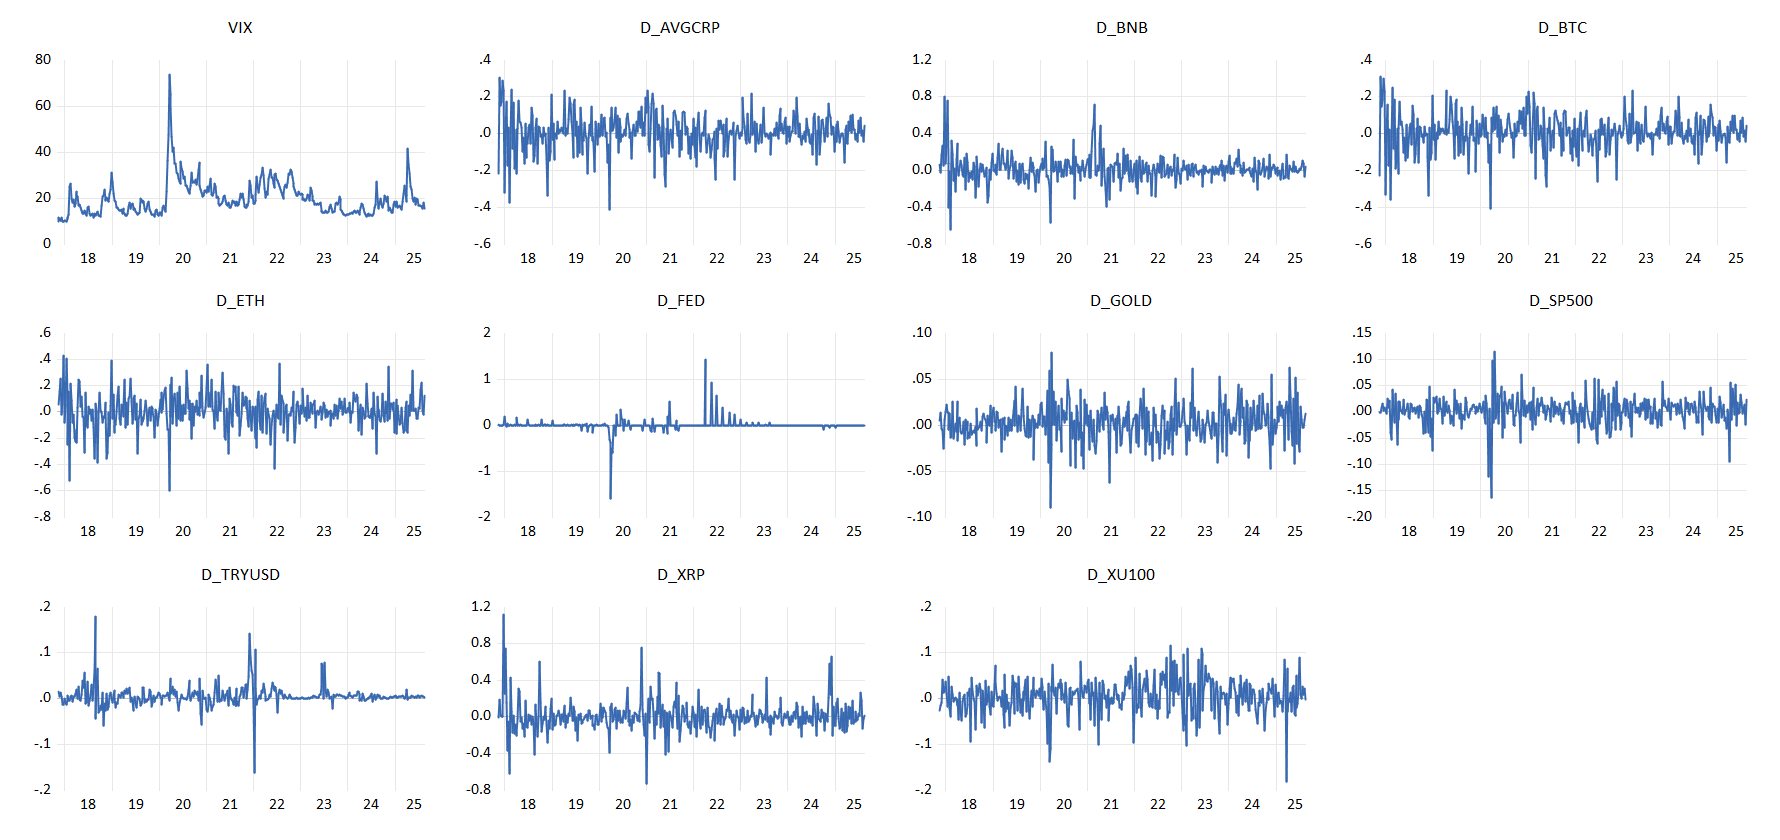 VIX
80
60
40
20
0
18 19 20 21 22 23 24 25
D_AVGCRP
.4
.2
.0
-.2
-.4
-.6
18 19 20 21 22 23 24 25
D_BNB
1.2
0.8
0.4
0.0
-0.4
-0.8
18 19 20 21 22 23 24 25
D_BTC
.4
.2
.0
-.2
-.4
-.6
18 19 20 21 22 23 24 25
D_ETH
.6
.4
.2
.0
-.2
-.4
-.6
-.8
18 19 20 21 22 23 24 25
D_FED
2
1
0
-1
-2
18 19 20 21 22 23 24 25
D_GOLD
.10
.05
.00
-.05
-.10
18 19 20 21 22 23 24 25
D_SP500
.15
.10
.05
.00
-.05
-.10
-.15
-.20
18 19 20 21 22 23 24 25
D_TRYUSD
.2
.1
.0
-.1
-.2
18 19 20 21 22 23 24 25
D_XRP
1.2
0.8
0.4
0.0
-0.4
-0.8
18 19 20 21 22 23 24 25
D_XU100
.2
.1
.0
-.1
-.2
18 19 20 21 22 23 24 25